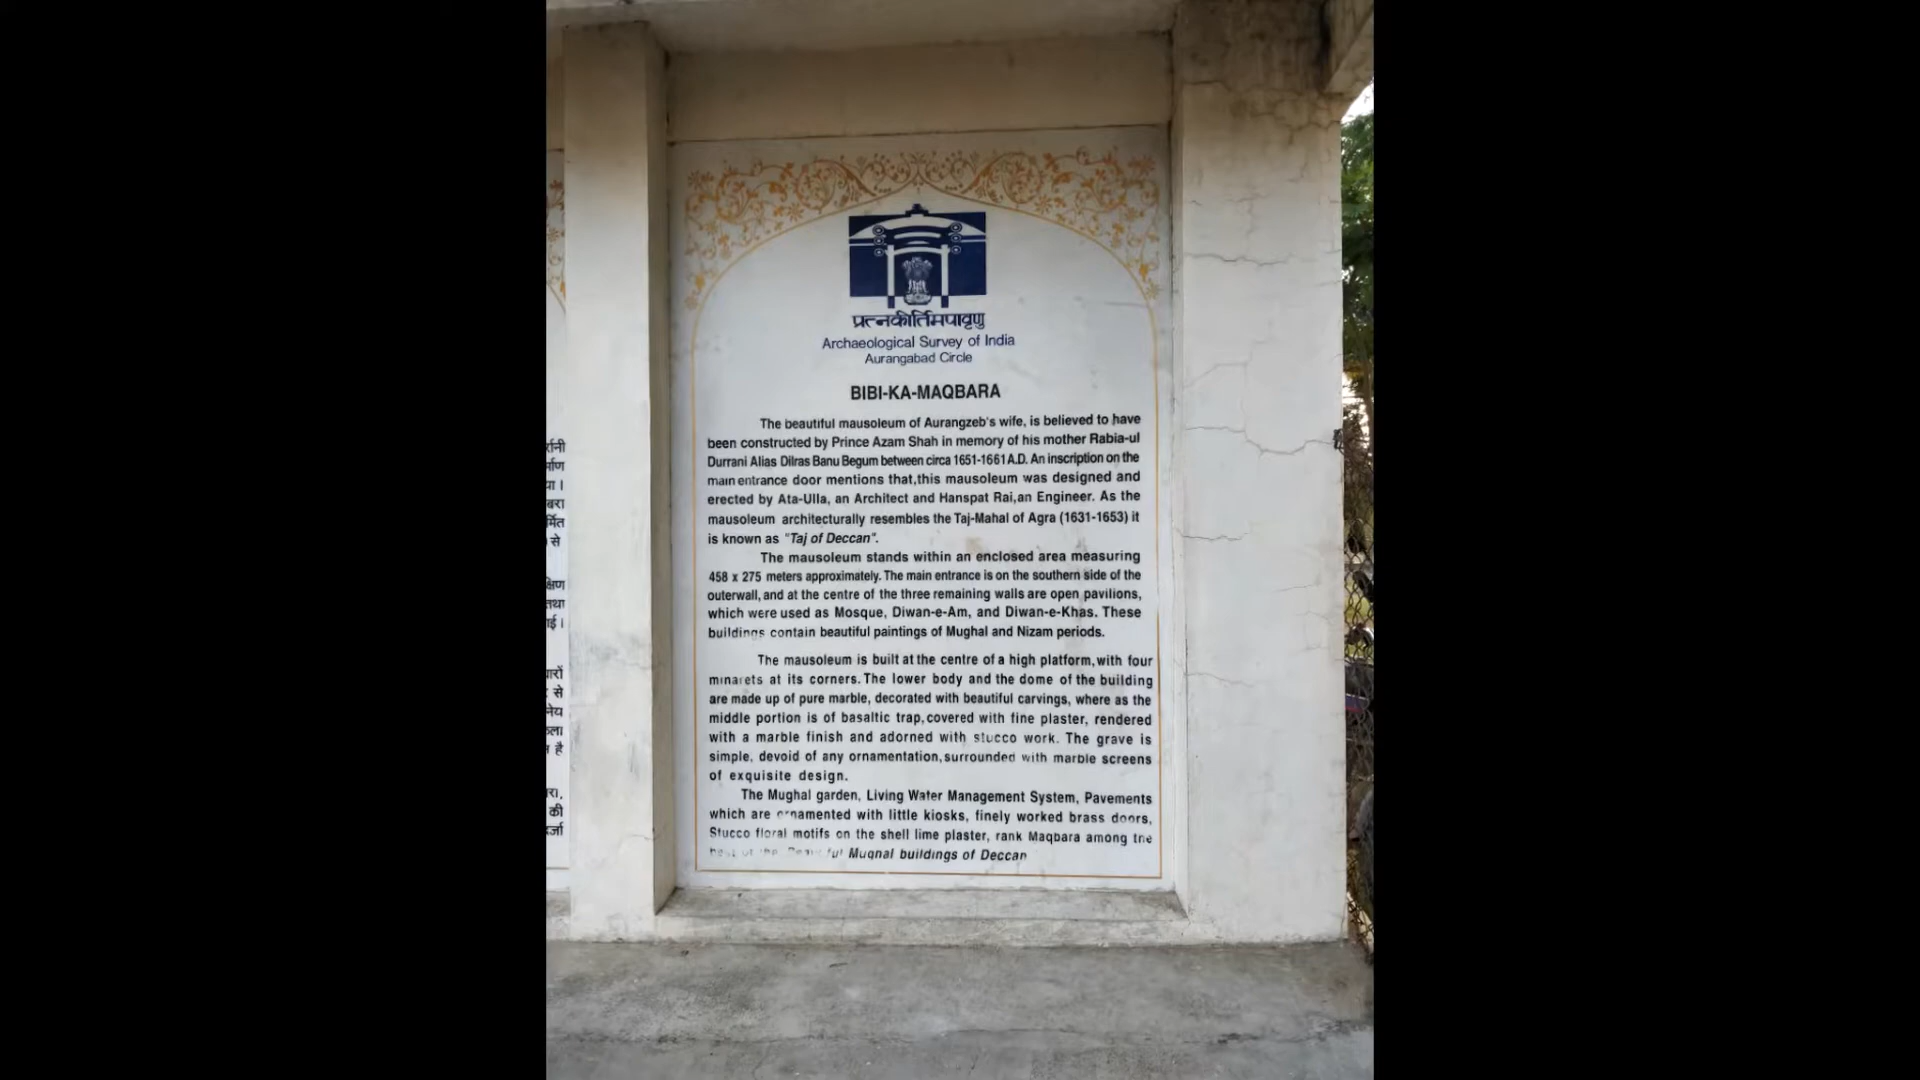 प्रत्नकीर्तिमपावृणु
Archaeological Survey of India
Aurangabad Circle
BIBI-KA-MAQBARA
The beautiful mausoleum of Aurangzeb's wife, is believed to have
been constructed by Prince Azam Shah in memory of his mother Rabia-ul
Durrani Alias Dilras Banu Begum between circa 1651-1661 A.D. An inscription on the
main entrance door mentions that,this mausoleum was designed and
erected by Ata-Ulla, an Architect and Hanspat Rai,an Engineer. As the
mausoleum architecturally resembles the Taj-Mahal of Agra (1631-1653) it
is known as "Taj of Deccan".
The mausoleum stands within an enclosed area measuring
458 x 275 meters approximately. The main entrance is on the southern side of the
outerwall, and at the centre of the three remaining walls are open pavilions,
which were used as Mosque, Diwan-e-Am, and Diwan-e-Khas. These
buildings contain beautiful paintings of Mughal and Nizam periods.
The mausoleum is built at the centre of a high platform, with four
minarets at its corners. The lower body and the dome of the building
are made up of pure marble, decorated with beautiful carvings, where as the
middle portion is of basaltic trap, covered with fine plaster, rendered
with a marble finish and adorned with stucco work. The grave is
simple, devoid of any ornamentation, surrounded with marble screens
of exquisite design.
The Mughal garden, Living Water Management System, Pavements
which are ornamented with little kiosks, finely worked brass doors,
Stucco floral motifs on the shell lime plaster, rank Maqbara among the
of the Mughal buildings of Deccan